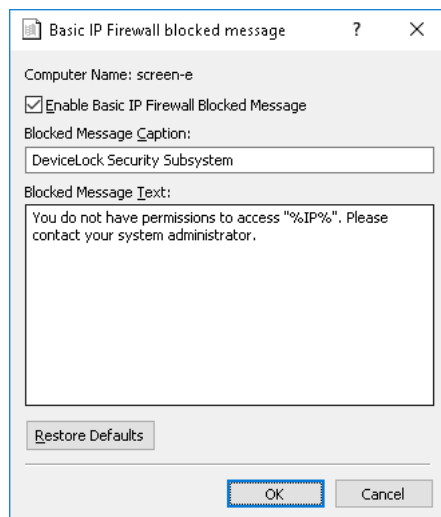 Basic IP Firewall blocked message
Computer Name: screen-e
Enable Basic IP Firewall Blocked Message
Blocked Message Caption:
DeviceLock Security Subsystem
Blocked Message Text:
You do not have permissions to access "%IP%". Please
contact your system administrator.
Restore Defaults
OK
Cancel